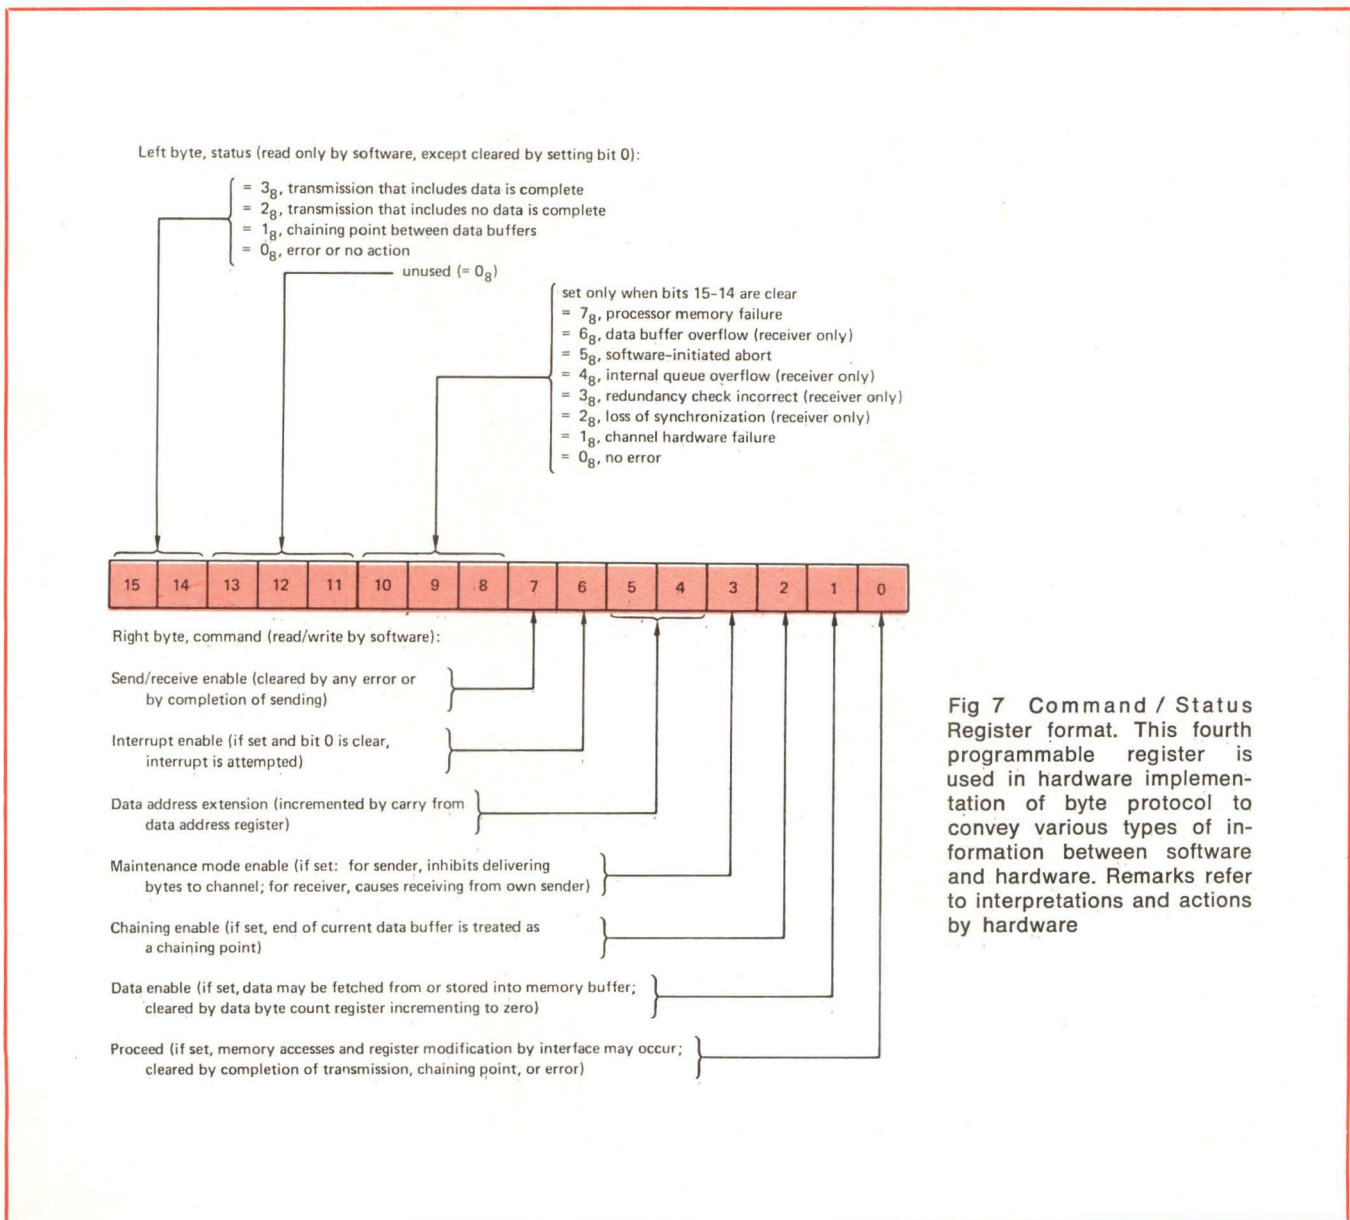 Left byte, status (read only by software, except cleared by setting bit 0):
= 3₈, transmission that includes data is complete
= 2₈, transmission that includes no data is complete
= 1₈, chaining point between data buffers
= 0₈, error or no action
unused (= 0₈)
set only when bits 15-14 are clear
= 7₈, processor memory failure
= 6₈, data buffer overflow (receiver only)
= 5₈, software-initiated abort
= 4₈, internal queue overflow (receiver only)
= 3₈, redundancy check incorrect (receiver only)
= 2₈, loss of synchronization (receiver only)
= 1₈, channel hardware failure
= 0₈, no error
15 14 13 12 11 10 9 8 7 6 5 4 3 2 1 0
Right byte, command (read/write by software):
Send/receive enable (cleared by any error or
by completion of sending)
Interrupt enable (if set and bit 0 is clear,
interrupt is attempted)
Data address extension (incremented by carry from
data address register)
Maintenance mode enable (if set: for sender, inhibits delivering
bytes to channel; for receiver, causes receiving from own sender)
Chaining enable (if set, end of current data buffer is treated as
a chaining point)
Data enable (if set, data may be fetched from or stored into memory buffer;
cleared by data byte count register incrementing to zero)
Proceed (if set, memory accesses and register modification by interface may occur;
cleared by completion of transmission, chaining point, or error)
Fig 7 Command / Status
Register format. This fourth
programmable register is
used in hardware implemen-
tation of byte protocol to
convey various types of in-
formation between software
and hardware. Remarks refer
to interpretations and actions
by hardware